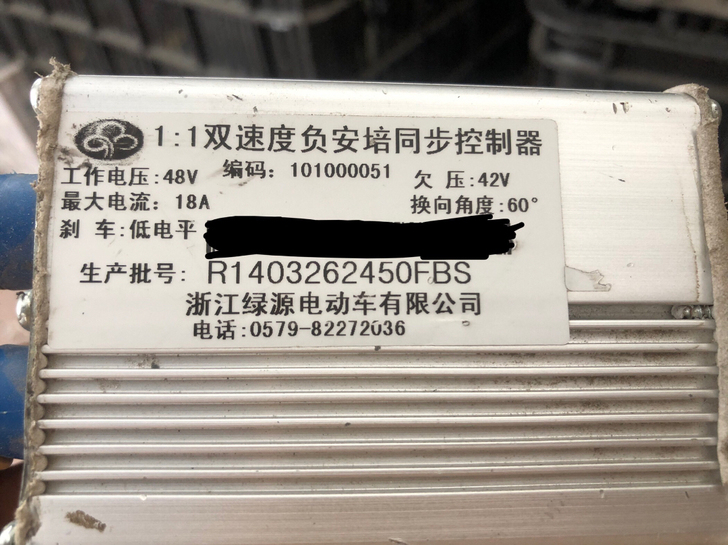 1:1双速度负安培同步控制器
工作电压:48V 编码：101000051 欠 压:42V
最大电流：18A 换向角度:60°
刹 车:低电平
生产批号: R1403262450FBS
浙江绿源电动车有限公司
电话:0579-82272036